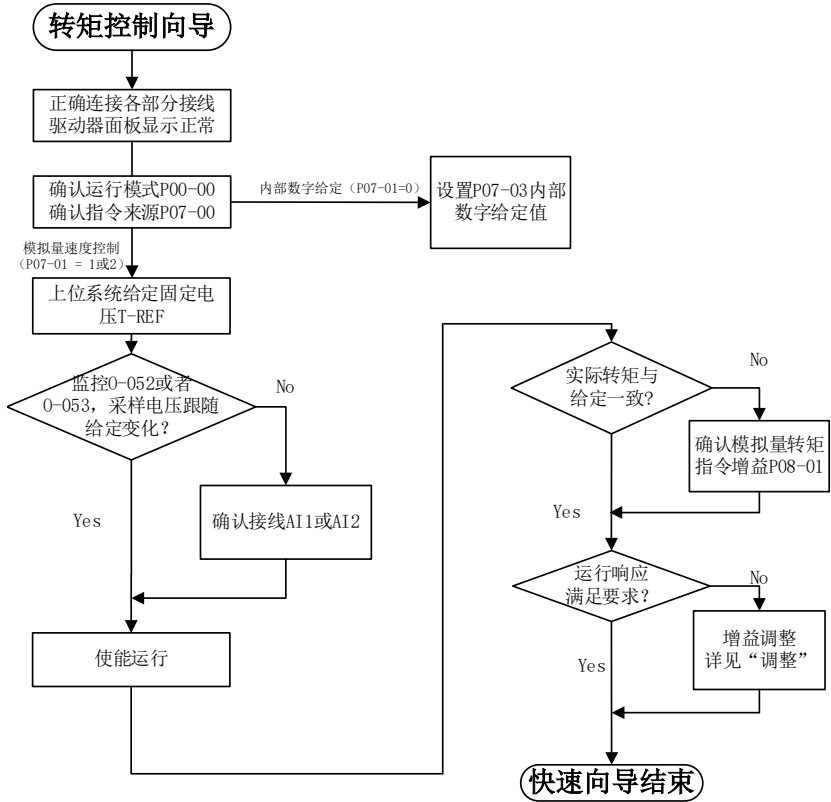 转矩控制向导
正确连接各部分接线
驱动器面板显示正常
确认运行模式P00-00
确认指令来源P07-00
内部数字给定（P07-01=0）
设置P07-03内部
数字给定值
模拟量速度控制
（P07-01 = 1或2）
上位系统给定固定电
压T-REF
监控0-052或者
0-053，采样电压跟随
给定变化？
No
Yes
确认接线AI1或AI2
使能运行
实际转矩与
给定一致?
No
确认模拟量转矩
指令增益P08-01
Yes
运行响应
满足要求？
No
增益调整
详见“调整”
Yes
快速向导结束